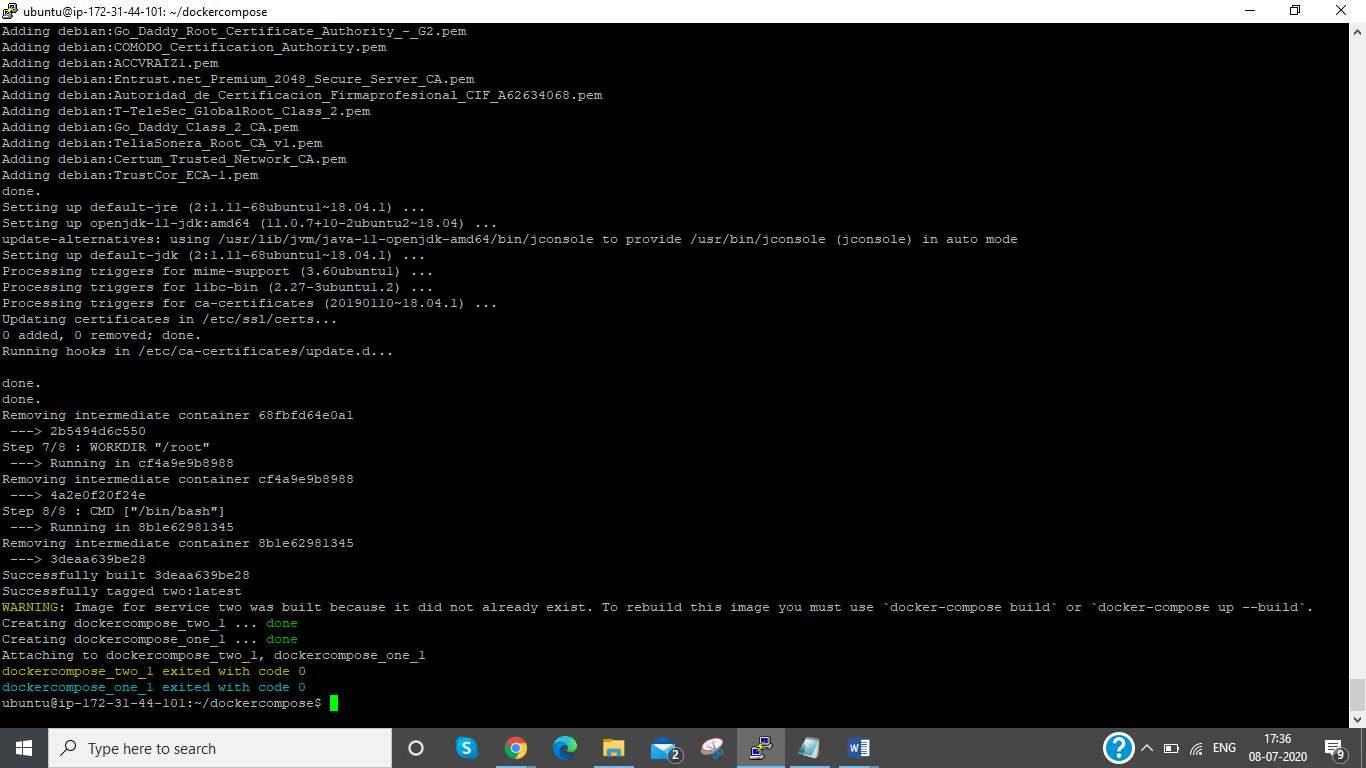 ubuntu@ip-172-31-44-101: ~/dockercompose
Adding debian:Go_Daddy_Root_Certificate_Authority_-_G2.pem
Adding debian:COMODO_Certification_Authority.pem
Adding debian:ACCVRAIZ1.pem
Adding debian:Entrust.net_Premium_2048_Secure_Server_CA.pem
Adding debian:Autoridad_de_Certificacion_Firmaprofesional_CIF_A62634068.pem
Adding debian:T-TeleSec_GlobalRoot_Class_2.pem
Adding debian:Go_Daddy_Class_2_CA.pem
Adding debian:TeliaSonera_Root_CA_v1.pem
Adding debian:Certum_Trusted_Network_CA.pem
Adding debian:TrustCor_ECA-1.pem
done.
Setting up default-jre (2:1.11-68ubuntu1~18.04.1) ...
Setting up openjdk-11-jdk:amd64 (11.0.7+10-2ubuntu2~18.04) ...
update-alternatives: using /usr/lib/jvm/java-11-openjdk-amd64/bin/jconsole to provide /usr/bin/jconsole (jconsole) in auto mode
Setting up default-jdk (2:1.11-68ubuntu1~18.04.1) ...
Processing triggers for mime-support (3.60ubuntu1) ...
Processing triggers for libc-bin (2.27-3ubuntu1.2) ...
Processing triggers for ca-certificates (20190110~18.04.1) ...
Updating certificates in /etc/ssl/certs...
0 added, 0 removed; done.
Running hooks in /etc/ca-certificates/update.d...
done.
done.
Removing intermediate container 68fbfd64e0a1
---> 2b5494d6c550
Step 7/8 : WORKDIR "/root"
---> Running in cf4a9e9b8988
Removing intermediate container cf4a9e9b8988
---> 4a2e0f20f24e
Step 8/8 : CMD ["/bin/bash"]
---> Running in 8b1e62981345
Removing intermediate container 8b1e62981345
---> 3deaa639be28
Successfully built 3deaa639be28
Successfully tagged two:latest
WARNING: Image for service two was built because it did not already exist. To rebuild this image you must use `docker-compose build` or `docker-compose up --build`.
Creating dockercompose_two_1 ... done
Creating dockercompose_one_1 ... done
Attaching to dockercompose_two_1, dockercompose_one_1
dockercompose_two_1 exited with code 0
dockercompose_one_1 exited with code 0
ubuntu@ip-172-31-44-101:~/dockercompose$
Type here to search
2
ENG
17:36
08-07-2020
9